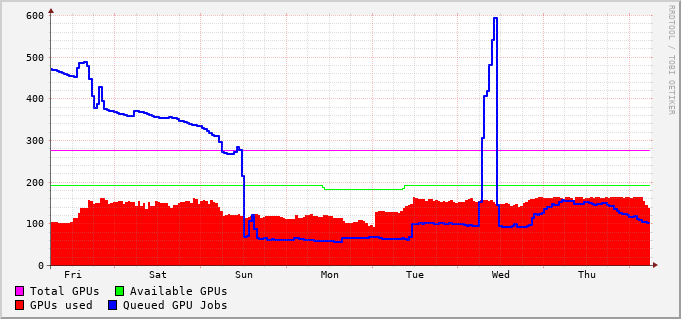 600
500
400
300
200
100
0
Fri Sat Sun Mon Tue Wed Thu
Total GPUs Available GPUs
GPUs used Queued GPU Jobs
RRDTOOL / TOBI OETIKER